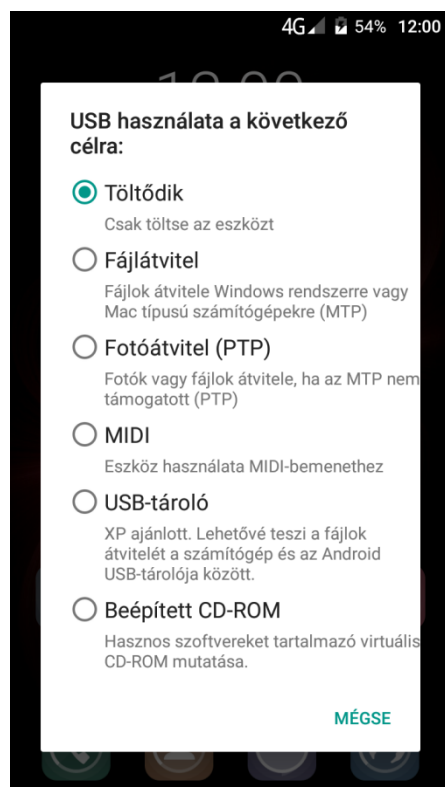 4G 54% 12:00
USB használata a következő
célra:
Töltődik
Csak töltse az eszközt
Fájlátvitel
Fájlok átvitele Windows rendszerre vagy
Mac típusú számítógépekre (MTP)
Fotóátvitel (PTP)
Fotók vagy fájlok átvitele, ha az MTP nem
támogatott (PTP)
MIDI
Eszköz használata MIDI-bemenethez
USB-tároló
XP ajánlott. Lehetővé teszi a fájlok
átvitelét a számítógép és az Android
USB-tárolója között.
Beépített CD-ROM
Hasznos szoftvereket tartalmazó virtuális
CD-ROM mutatása.
MÉGSE